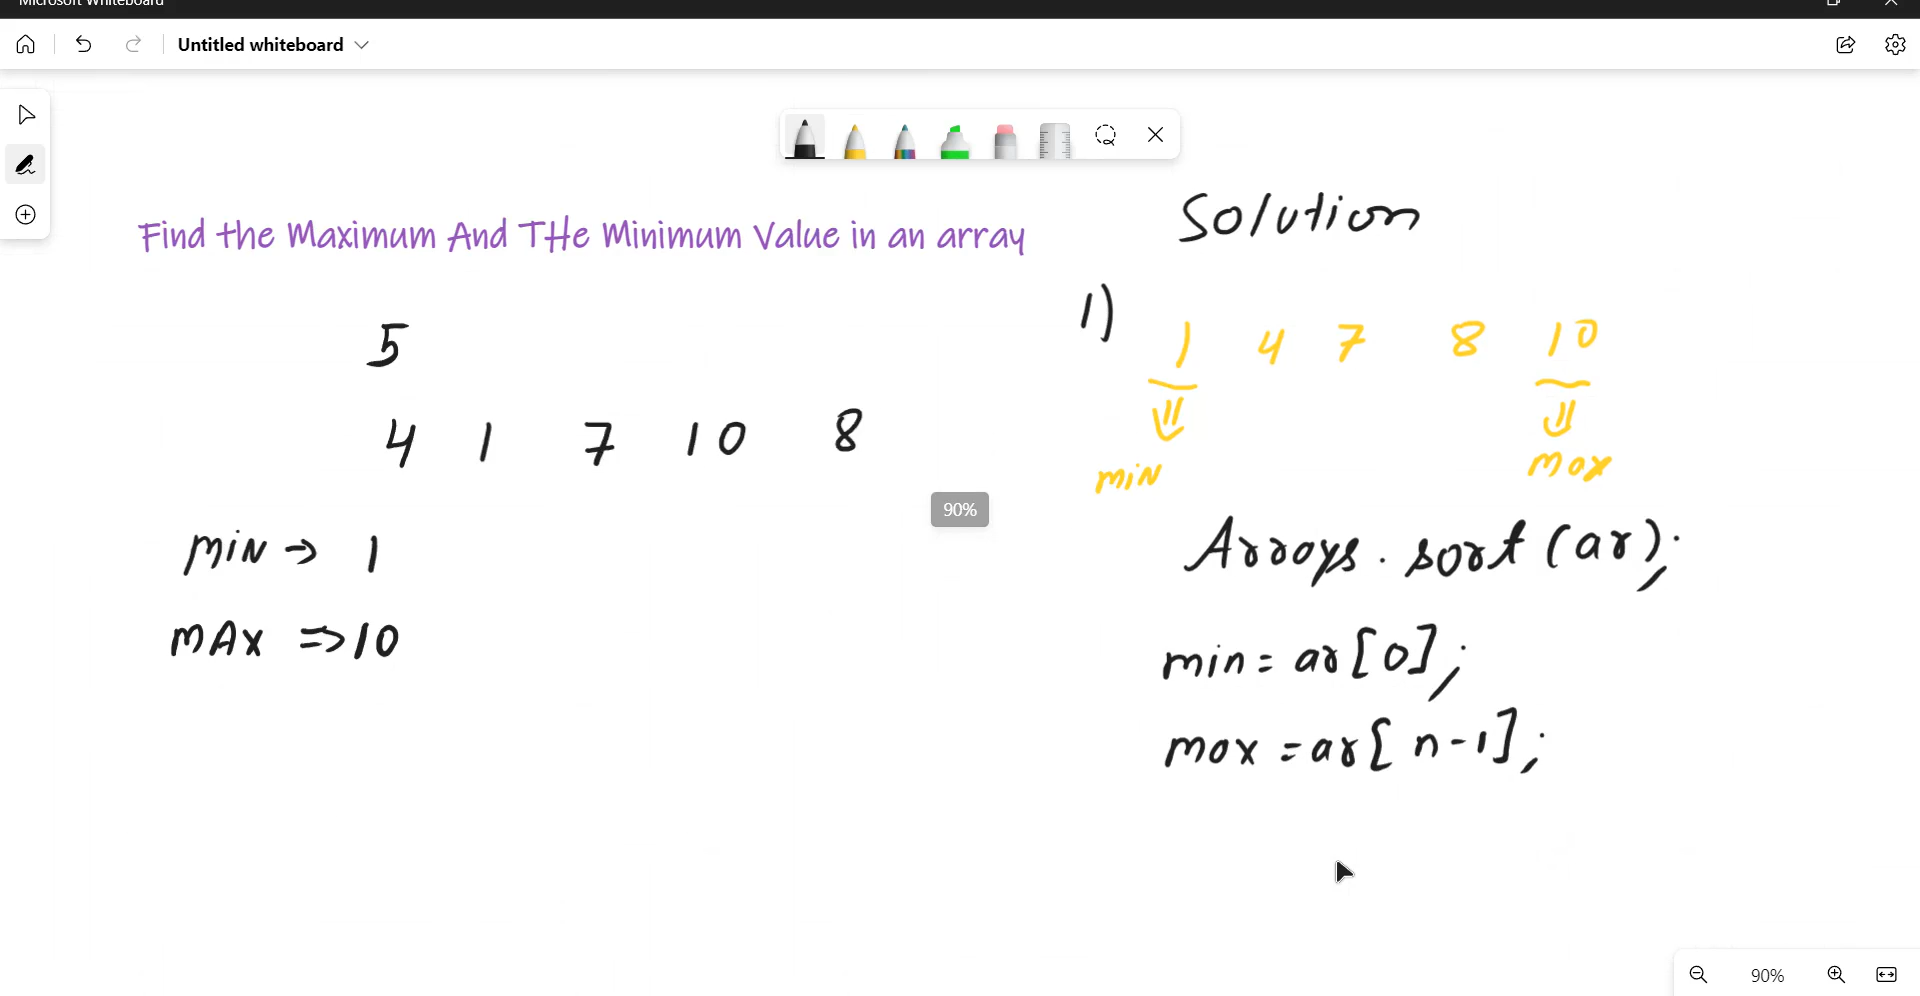 Microsoft Whiteboard
Untitled whiteboard
Find the Maximum And THe Minimum Value in an array
5
4 1 7 10 8
90%
MiN → 1
MAX ⇒ 10
Solution
1)
1 4 7 8 10
MiN max
Arrays.sort(ar);
min = ar[0];
max = ar[n-1];
90%